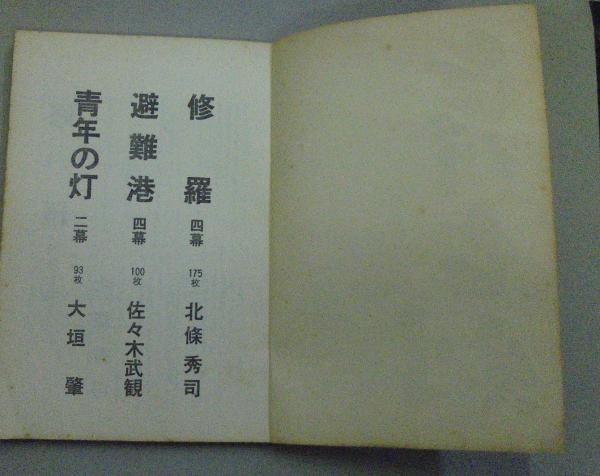 修羅 四幕 175枚 北條秀司
避難港 四幕 100枚 佐々木武観
青年の灯 二幕 93枚 大垣肇